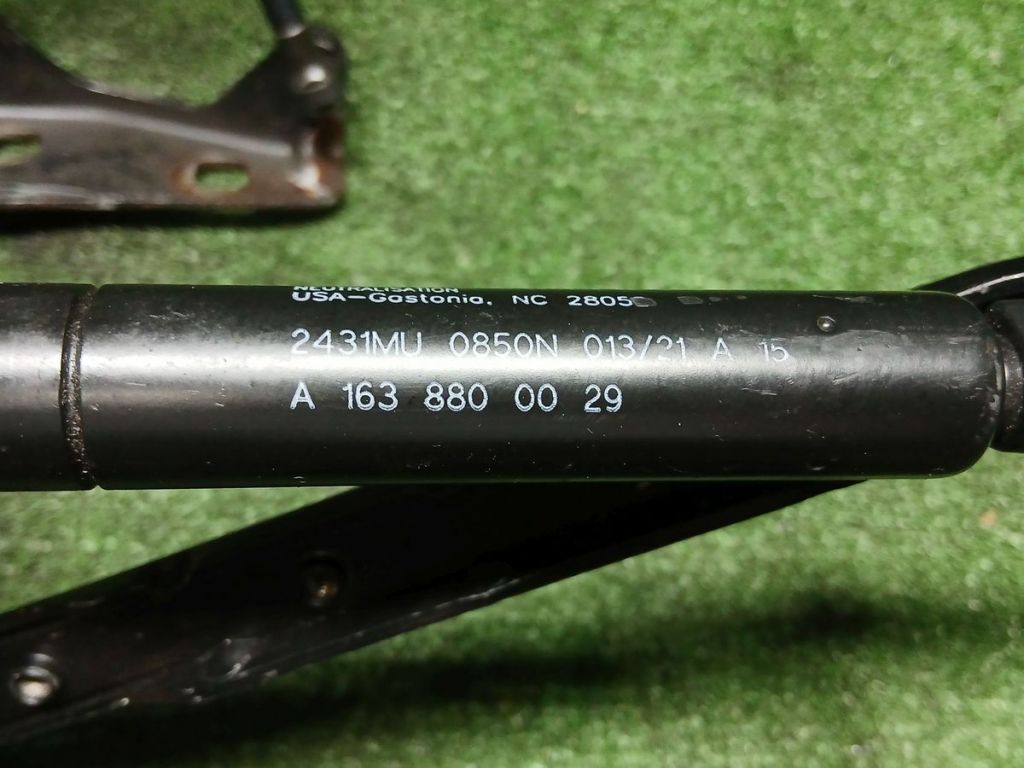 NEUTRALISATION
USA-Gastonia, NC 2805
2431MU 0850N 013/21 A 15
A 163 880 00 29